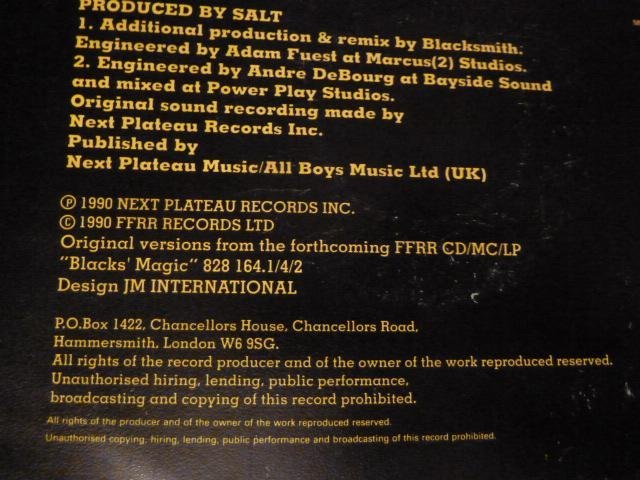 PRODUCED BY SALT
1. Additional production & remix by Blacksmith.
Engineered by Adam Fuest at Marcus(2) Studios.
2. Engineered by Andre DeBourg at Bayside Sound
and mixed at Power Play Studios.
Original sound recording made by
Next Plateau Records Inc.
Published by
Next Plateau Music/All Boys Music Ltd (UK)
℗ 1990 NEXT PLATEAU RECORDS INC.
© 1990 FFRR RECORDS LTD
Original versions from the forthcoming FFRR CD/MC/LP
"Blacks' Magic" 828 164.1/4/2
Design JM INTERNATIONAL
P.O.Box 1422, Chancellors House, Chancellors Road,
Hammersmith, London W6 9SG.
All rights of the record producer and of the owner of the work reproduced reserved.
Unauthorised hiring, lending, public performance,
broadcasting and copying of this record prohibited.
All rights of the producer and of the owner of the work reproduced reserved.
Unauthorised copying, hiring, lending, public performance and broadcasting of this record prohibited.